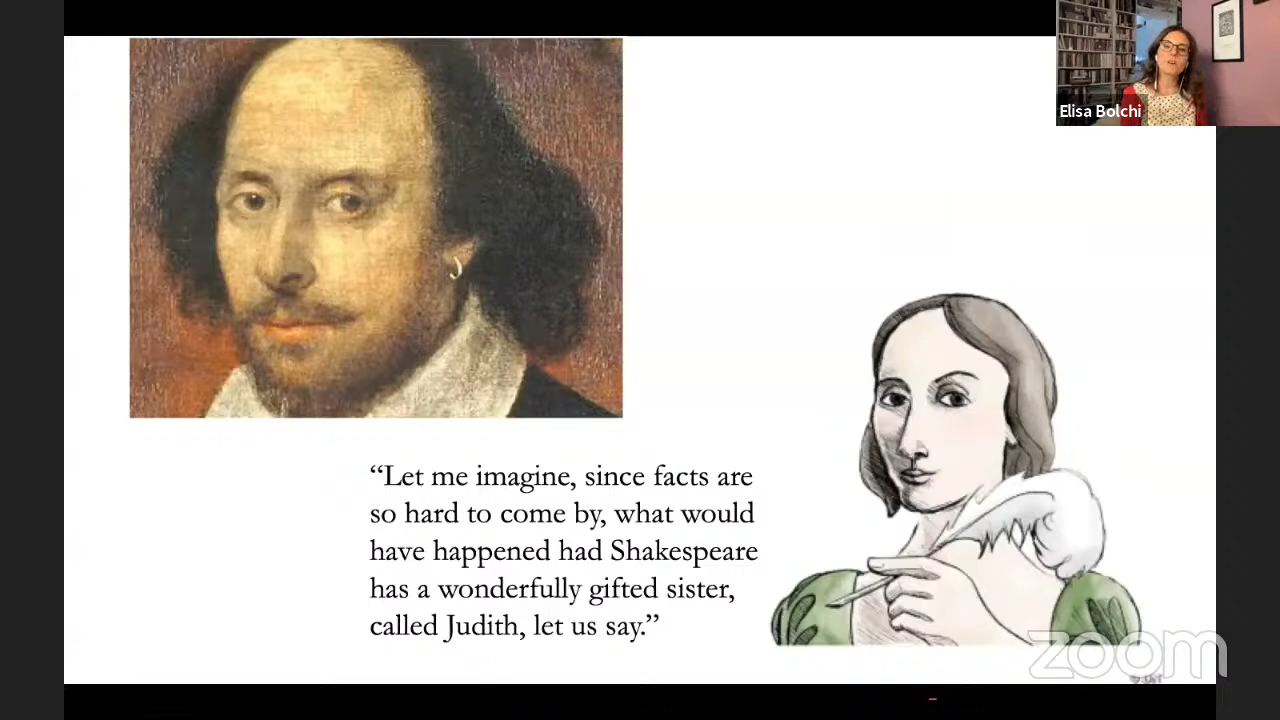 Elisa Bolchi
“Let me imagine, since facts are
so hard to come by, what would
have happened had Shakespeare
has a wonderfully gifted sister,
called Judith, let us say.”
zoom